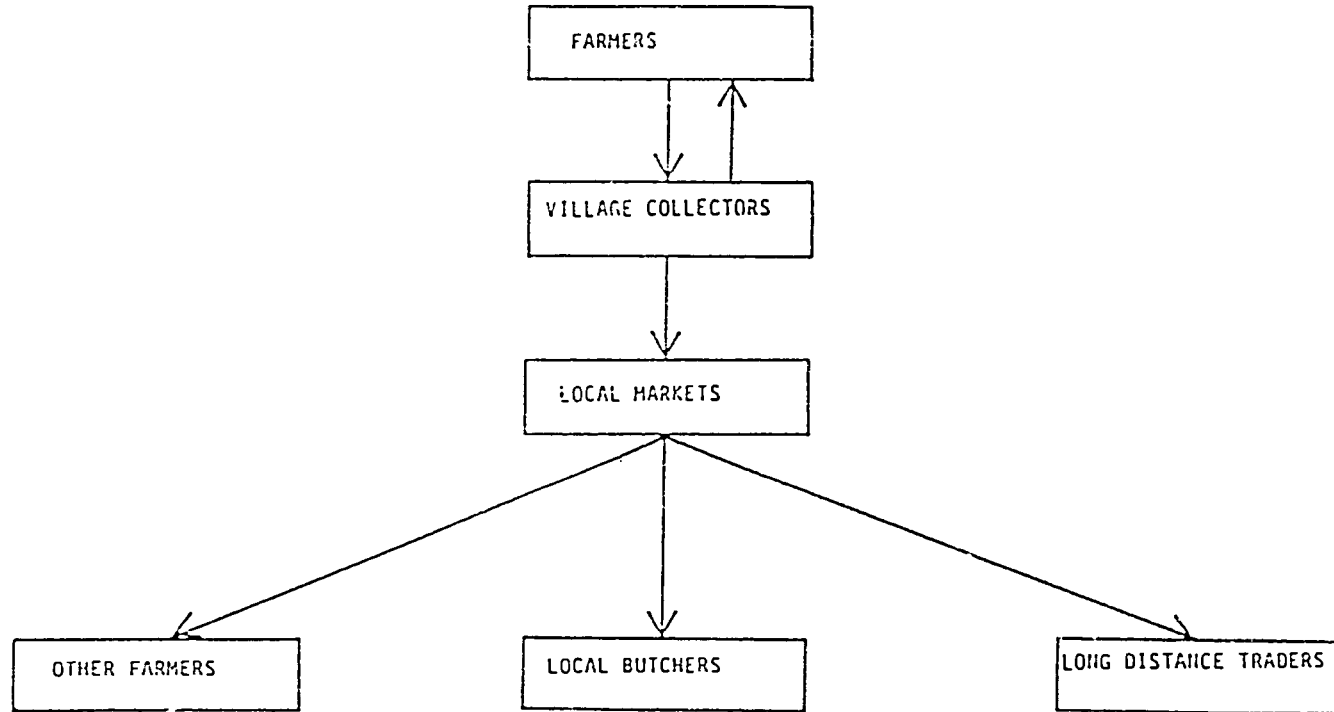 FARMERS
VILLAGE COLLECTORS
LOCAL MARKETS
OTHER FARMERS
LOCAL BUTCHERS
LONG DISTANCE TRADERS